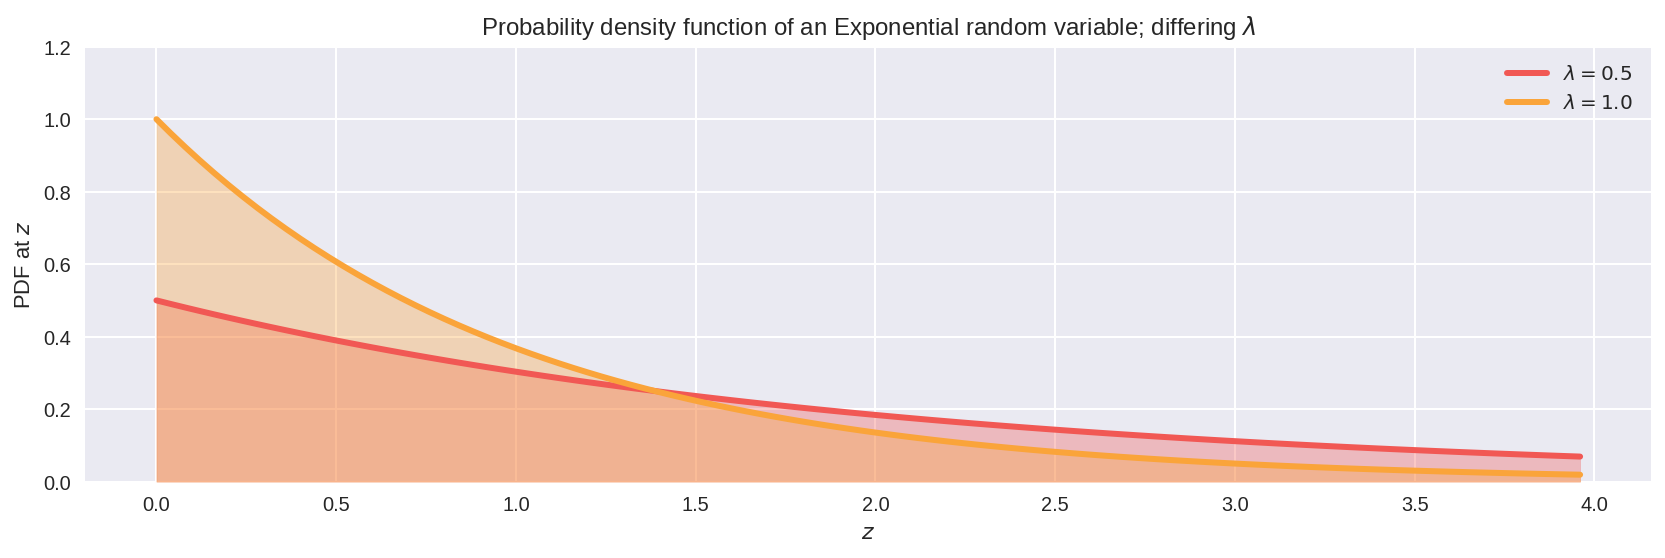 Probability density function of an Exponential random variable; differing λ
λ = 0.5
λ = 1.0
PDF at z
1.2
1.0
0.8
0.6
0.4
0.2
0.0
0.0 0.5 1.0 1.5 2.0 2.5 3.0 3.5 4.0
z